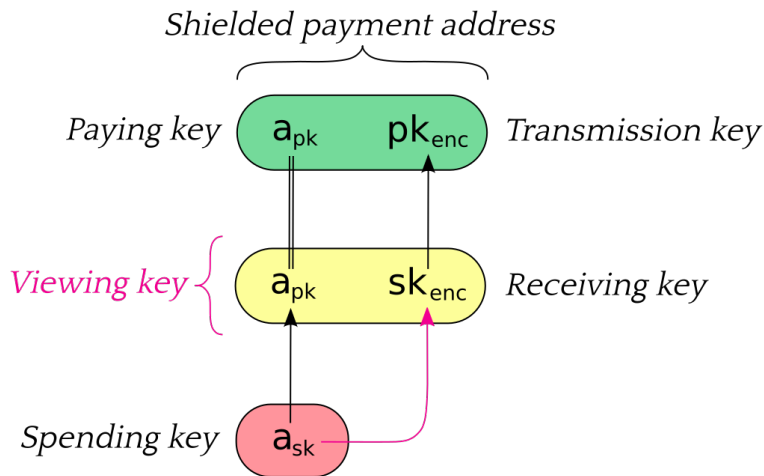 Shielded payment address
Paying key a_pk pk_enc Transmission key
Viewing key a_pk sk_enc Receiving key
Spending key a_sk